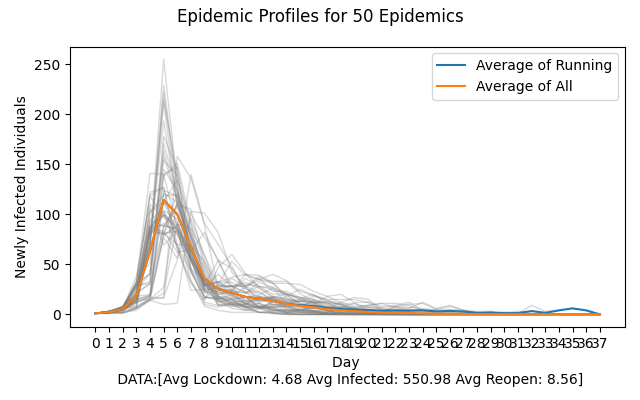 Epidemic Profiles for 50 Epidemics
250
200
150
100
50
0
Newly Infected Individuals
Average of Running
Average of All
0 1 2 3 4 5 6 7 8 9 10 11 12 13 14 15 16 17 18 19 20 21 22 23 24 25 26 27 28 29 30 31 32 33 34 35 36 37
Day
DATA:[Avg Lockdown: 4.68 Avg Infected: 550.98 Avg Reopen: 8.56]